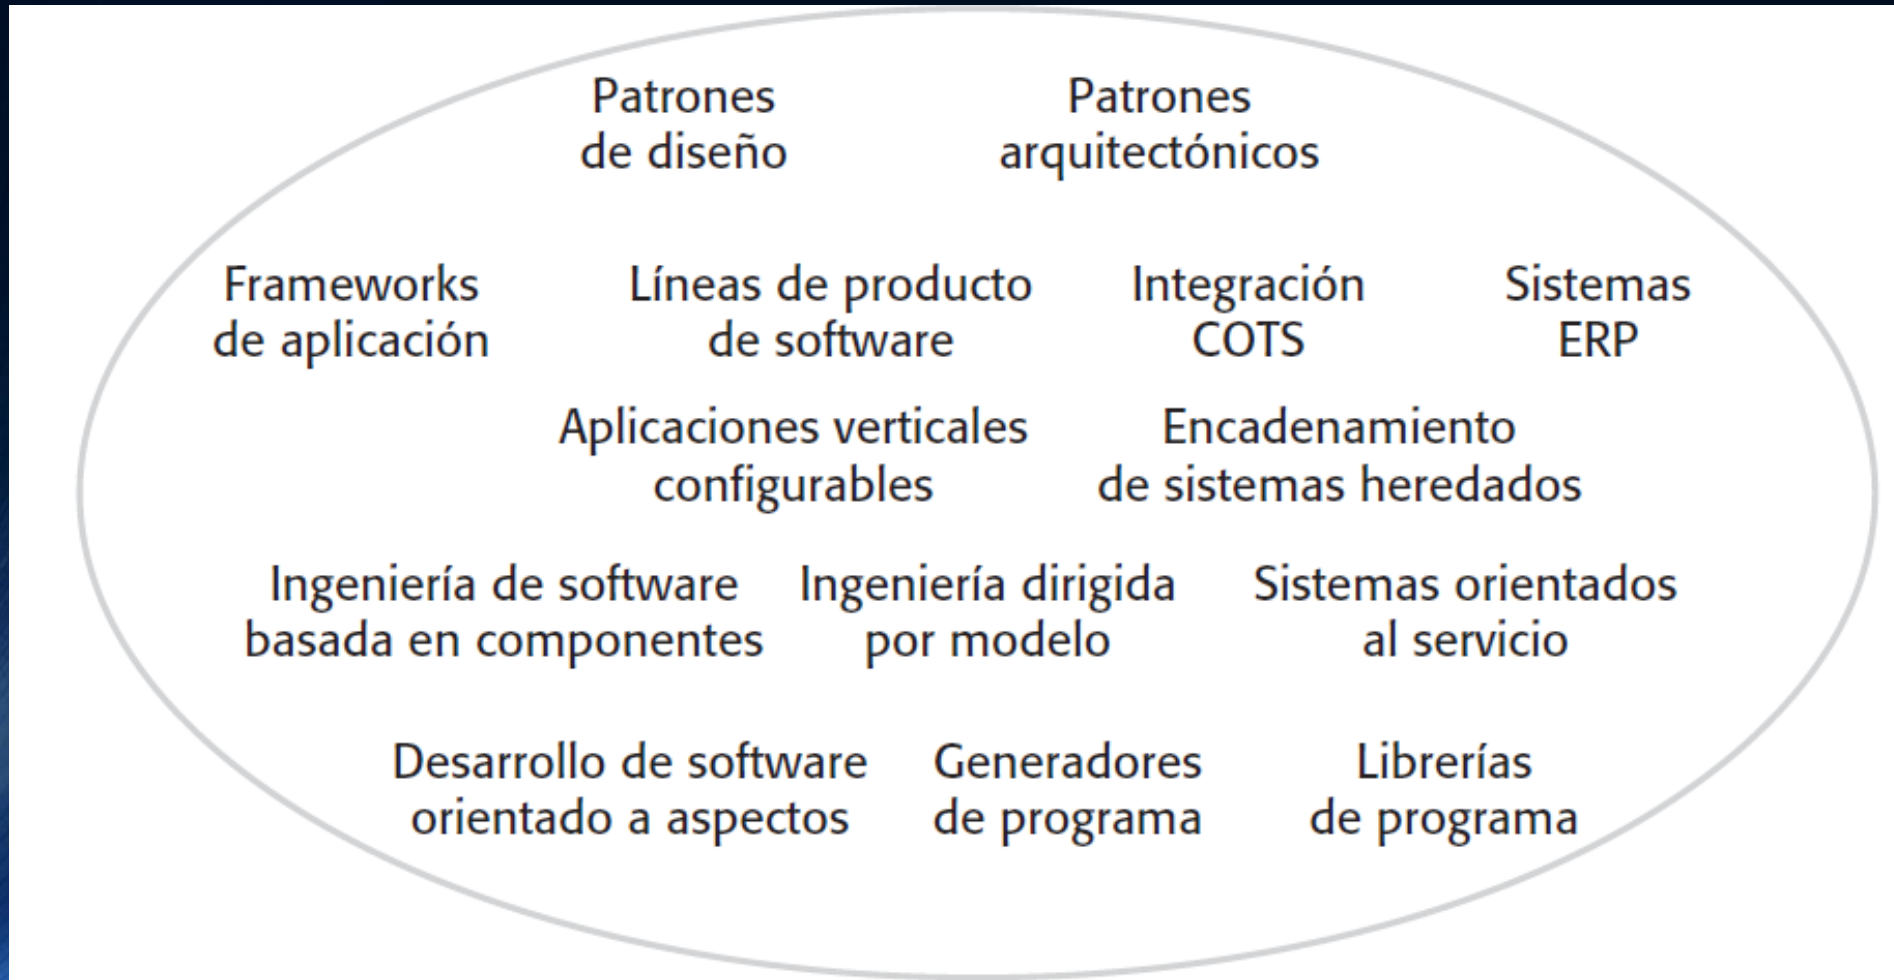 Patrones
de diseño
Patrones
arquitectónicos
Frameworks
de aplicación
Líneas de producto
de software
Integración
COTS
Sistemas
ERP
Aplicaciones verticales
configurables
Encadenamiento
de sistemas heredados
Ingeniería de software
basada en componentes
Ingeniería dirigida
por modelo
Sistemas orientados
al servicio
Desarrollo de software
orientado a aspectos
Generadores
de programa
Librerías
de programa